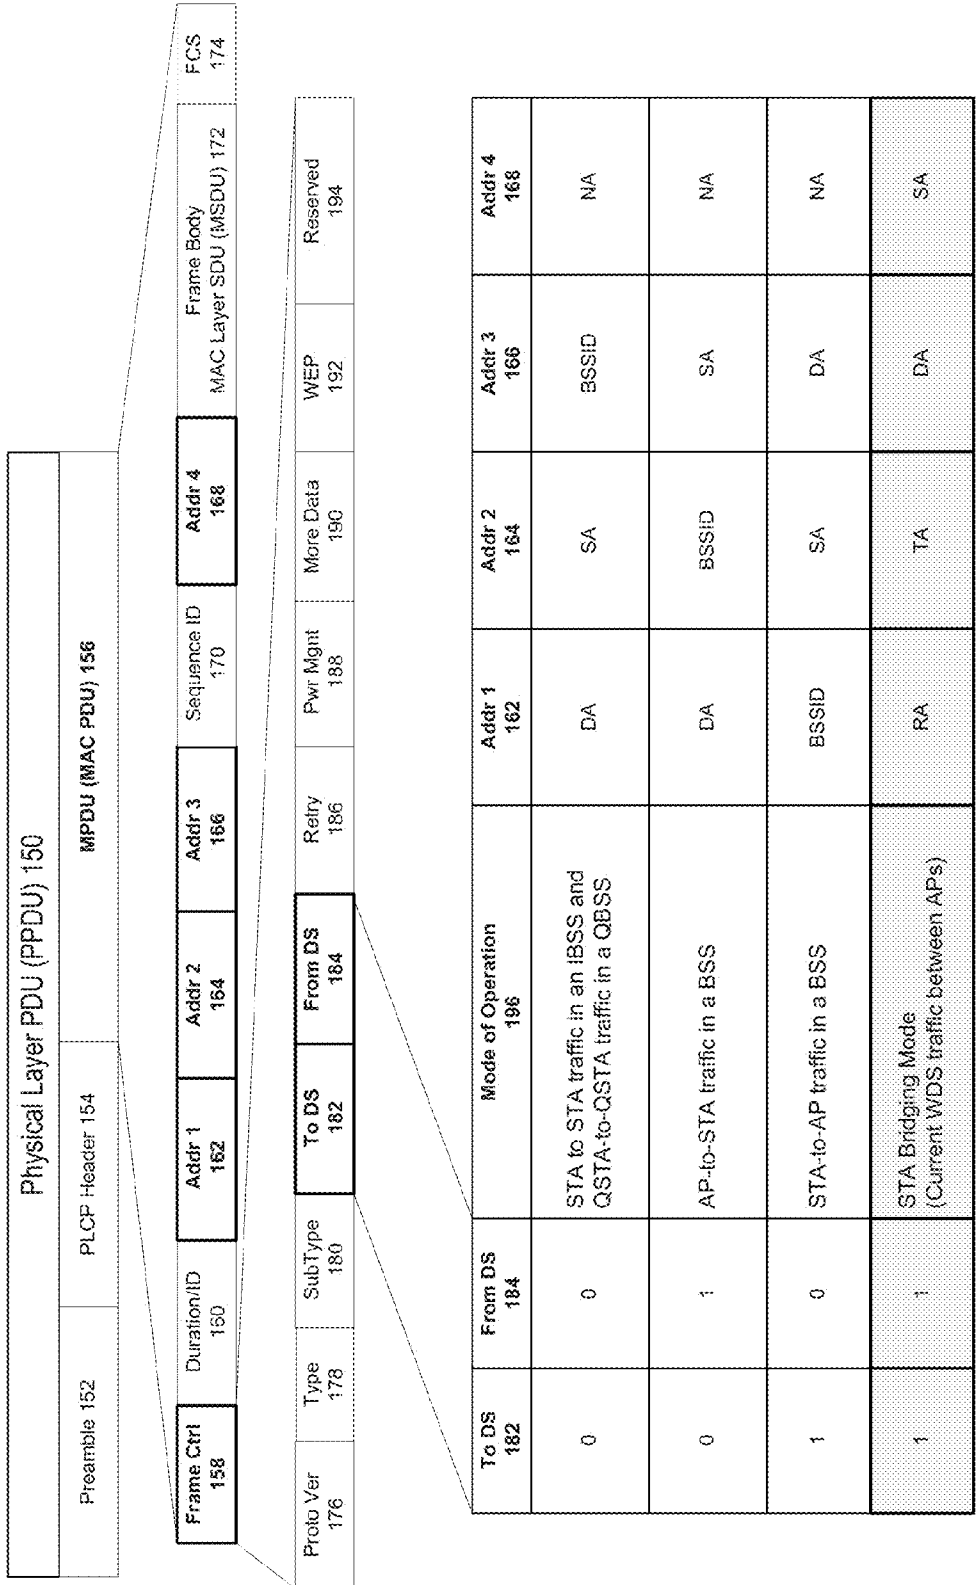 Physical Layer PDU (PPDU) 150
Preamble 152
PLCP Header 154
MPDU (MAC PDU) 156
Frame Ctrl
158
Duration/ID
160
Addr 1
162
Addr 2
164
Addr 3
166
Sequence ID
170
Addr 4
168
Frame Body
MAC Layer SDU (MSDU) 172
FCS
174
Proto Ver
176
Type
178
SubType
180
To DS
182
From DS
184
Retry
186
Pwr Mgnt
188
More Data
190
WEP
192
Reserved
194
To DS
182
From DS
184
Mode of Operation
196
Addr 1
162
Addr 2
164
Addr 3
166
Addr 4
168
0
0
STA to STA traffic in an IBSS and
QSTA-to-QSTA traffic in a QBSS
DA
SA
BSSID
NA
0
1
AP-to-STA traffic in a BSS
DA
BSSID
SA
NA
1
0
STA-to-AP traffic in a BSS
BSSID
SA
DA
NA
1
1
STA Bridging Mode
(Current WDS traffic between APs)
RA
TA
DA
SA